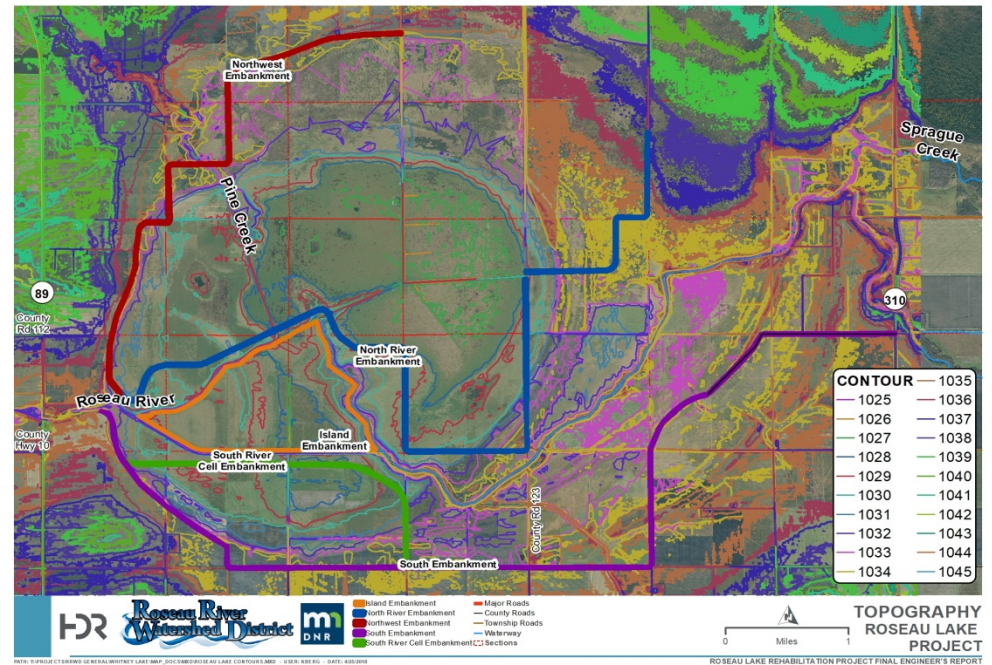 Northwest
Embankment
Sprague
Creek
Pine Creek
89
County
Rd 112
310
North River
Embankment
Roseau River
County
Hwy 10
Island
Embankment
South River
Cell Embankment
County Rd 123
South Embankment
CONTOUR
1025
1026
1027
1028
1029
1030
1031
1032
1033
1034
1035
1036
1037
1038
1039
1040
1041
1042
1043
1044
1045
HDR
Roseau River
Watershed District
mn
DNR
Island Embankment
North River Embankment
Northwest Embankment
South Embankment
South River Cell Embankment
Major Roads
County Roads
Township Roads
Waterway
Sections
0 Miles 1
TOPOGRAPHY
ROSEAU LAKE
PROJECT
ROSEAU LAKE REHABILITATION PROJECT FINAL ENGINEER'S REPORT